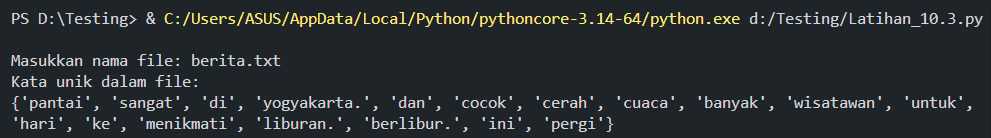 PS D:\Testing> & C:/Users/ASUS/AppData/Local/Python/pythoncore-3.14-64/python.exe d:/Testing/Latihan_10.3.py
Masukkan nama file: berita.txt
Kata unik dalam file:
{'pantai', 'sangat', 'di', 'yogyakarta.', 'dan', 'cocok', 'cerah', 'cuaca', 'banyak', 'wisatawan', 'untuk',
'hari', 'ke', 'menikmati', 'liburan.', 'berlibur.', 'ini', 'pergi'}